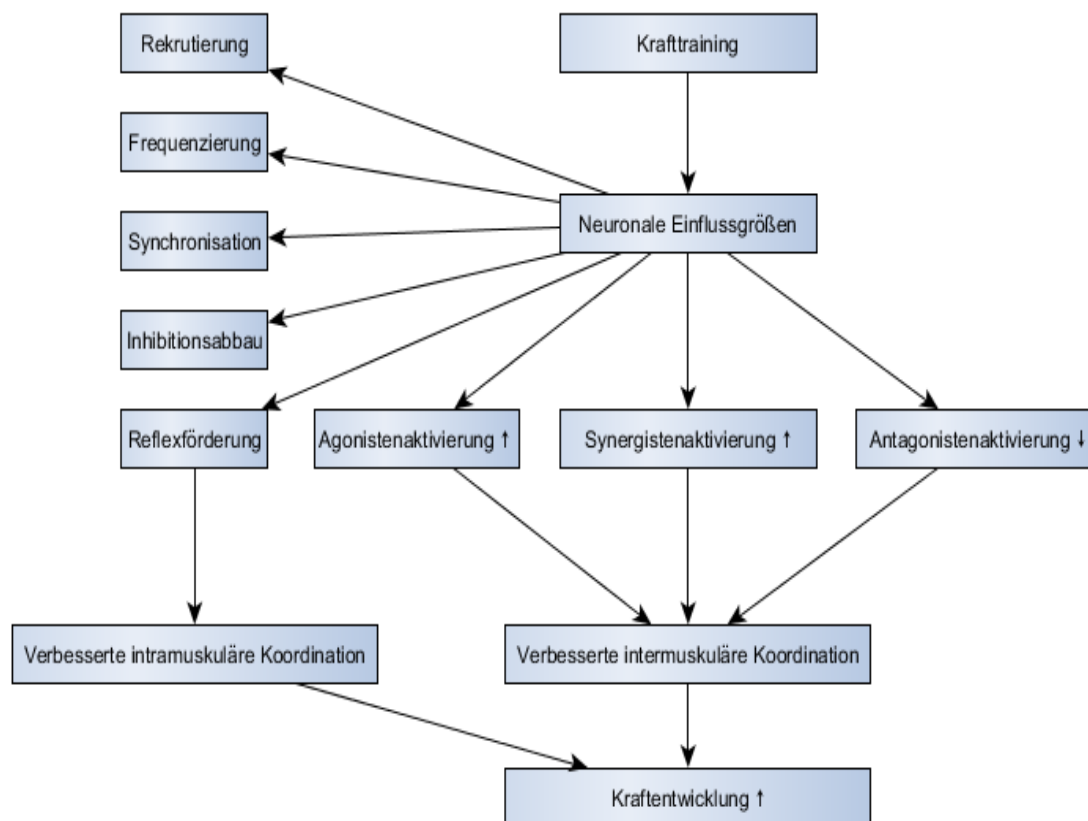 Rekrutierung
Krafttraining
Frequenzierung
Neuronale Einflussgrößen
Synchronisation
Inhibitionsabbau
Reflexförderung
Agonistenaktivierung ↑
Synergistenaktivierung ↑
Antagonistenaktivierung ↓
Verbesserte intramuskuläre Koordination
Verbesserte intermuskuläre Koordination
Kraftentwicklung ↑